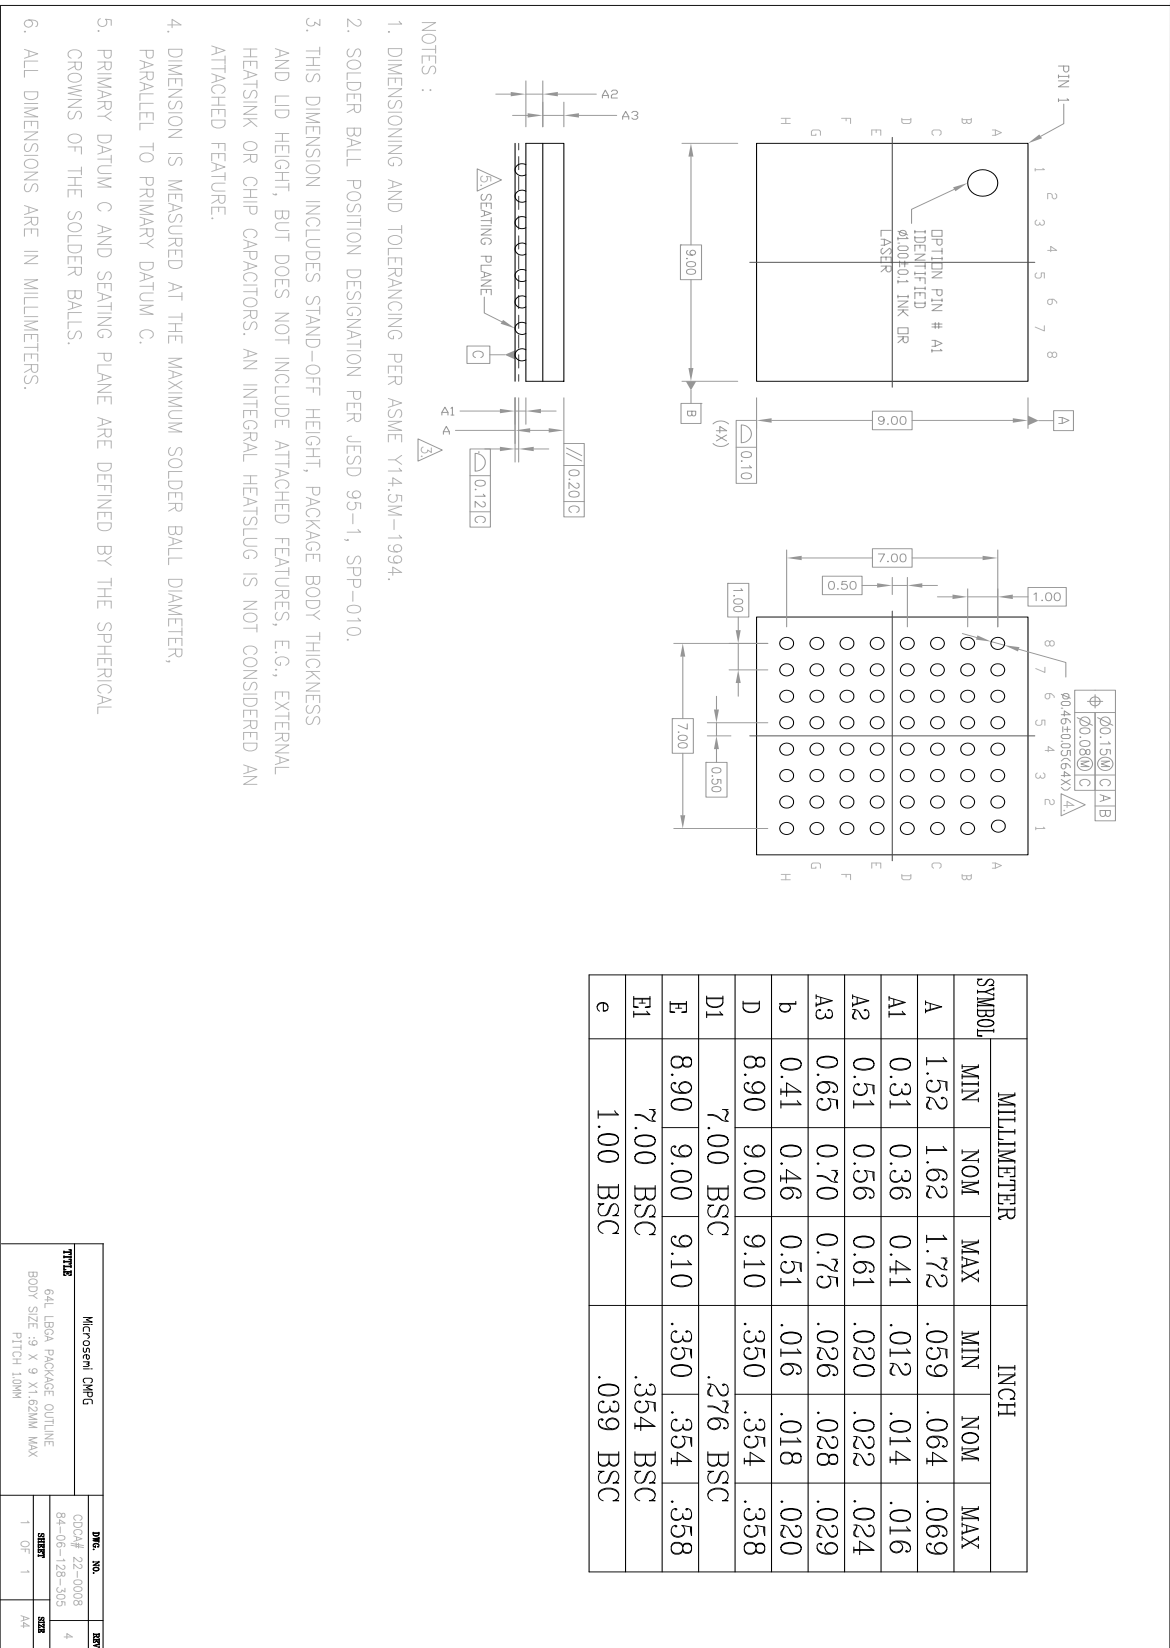 PIN 1
A B C D E F G H
1 2 3 4 5 6 7 8
OPTION PIN # A1
IDENTIFIED
ø1.00±0.1 INK OR
LASER
9.00
B
9.00
A
0.10
(4X)
7.00
0.50
1.00
1.00
7.00
0.50
8 7 6 5 4 3 2 1
A B C D E F G H
Ø0.15Ⓜ C A B
Ø0.08Ⓜ C
ø0.46±0.05(64X) 4.
A2
A3
5. SEATING PLANE
C
A1
A
3.
// 0.20 C
0.12 C
NOTES :
1. DIMENSIONING AND TOLERANCING PER ASME Y14.5M-1994.
2. SOLDER BALL POSITION DESIGNATION PER JESD 95-1, SPP-010.
3. THIS DIMENSION INCLUDES STAND-OFF HEIGHT, PACKAGE BODY THICKNESS
AND LID HEIGHT, BUT DOES NOT INCLUDE ATTACHED FEATURES, E.G., EXTERNAL
HEATSINK OR CHIP CAPACITORS. AN INTEGRAL HEATSLUG IS NOT CONSIDERED AN
ATTACHED FEATURE.
4. DIMENSION IS MEASURED AT THE MAXIMUM SOLDER BALL DIAMETER,
PARALLEL TO PRIMARY DATUM C.
5. PRIMARY DATUM C AND SEATING PLANE ARE DEFINED BY THE SPHERICAL
CROWNS OF THE SOLDER BALLS.
6. ALL DIMENSIONS ARE IN MILLIMETERS.
SYMBOL MILLIMETER INCH
MIN NOM MAX MIN NOM MAX
A 1.52 1.62 1.72 .059 .064 .069
A1 0.31 0.36 0.41 .012 .014 .016
A2 0.51 0.56 0.61 .020 .022 .024
A3 0.65 0.70 0.75 .026 .028 .029
b 0.41 0.46 0.51 .016 .018 .020
D 8.90 9.00 9.10 .350 .354 .358
D1 7.00 BSC .276 BSC
E 8.90 9.00 9.10 .350 .354 .358
E1 7.00 BSC .354 BSC
e 1.00 BSC .039 BSC
Microsemi CMPG
TITLE
64L LBGA PACKAGE OUTLINE
BODY SIZE :9 X 9 X1.62MM MAX
PITCH 1.0MM
DWG. NO.
CDCA# 22-0008
84-06-128-305
REV
4
SHEET
1 OF 1
SIZE
A4